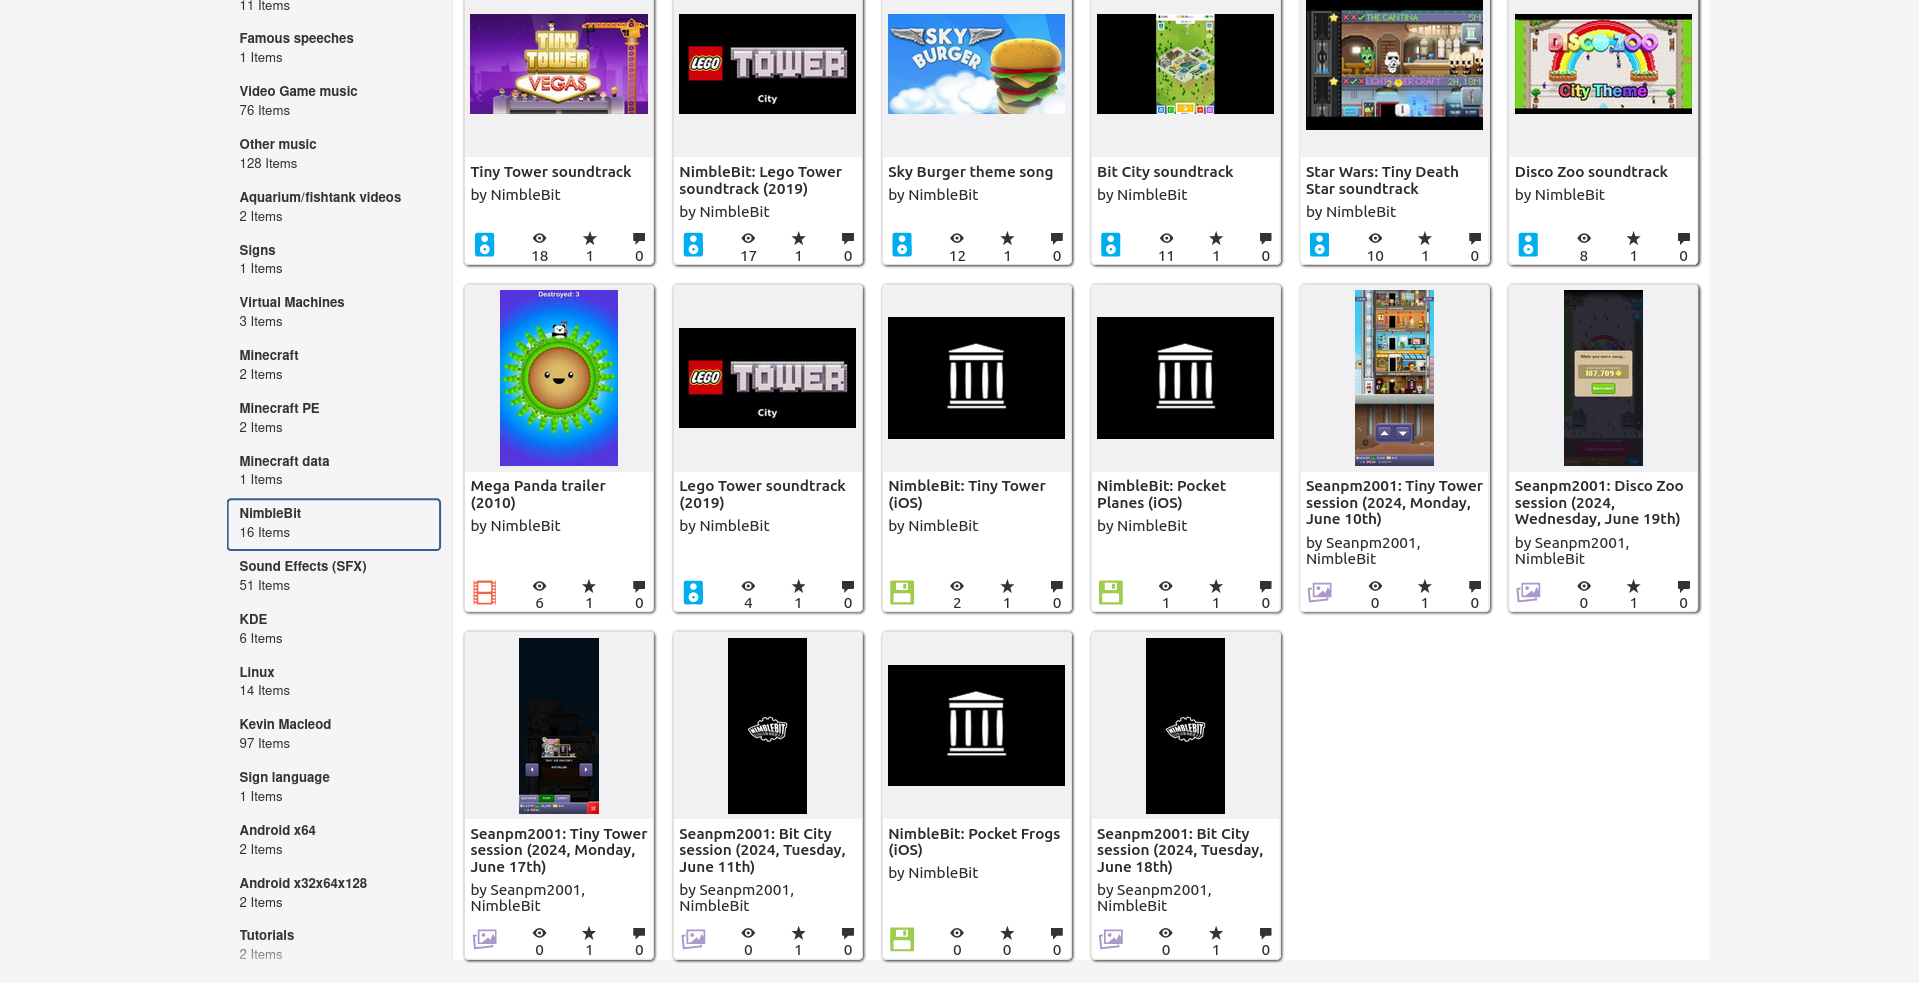 11 Items
Famous speeches
1 Items
Video Game music
76 Items
Other music
128 Items
Aquarium/fishtank videos
2 Items
Signs
1 Items
Virtual Machines
3 Items
Minecraft
2 Items
Minecraft PE
2 Items
Minecraft data
1 Items
NimbleBit
16 Items
Sound Effects (SFX)
51 Items
KDE
6 Items
Linux
14 Items
Kevin Macleod
97 Items
Sign language
1 Items
Android x64
2 Items
Android x32x64x128
2 Items
Tutorials
2 Items
TINY
TOWER
VEGAS
Tiny Tower soundtrack
by NimbleBit
18 1 0
LEGO TOWER
City
NimbleBit: Lego Tower
soundtrack (2019)
by NimbleBit
17 1 0
SKY
BURGER
Sky Burger theme song
by NimbleBit
12 1 0
Bit City soundtrack
by NimbleBit
11 1 0
THE CANTINA 5M
2H, 18M
Star Wars: Tiny Death
Star soundtrack
by NimbleBit
10 1 0
DISCO ZOO
City Theme
Disco Zoo soundtrack
by NimbleBit
8 1 0
Destroyed: 3
Mega Panda trailer
(2010)
by NimbleBit
6 1 0
LEGO TOWER
City
Lego Tower soundtrack
(2019)
by NimbleBit
4 1 0
NimbleBit: Tiny Tower
(iOS)
by NimbleBit
2 1 0
NimbleBit: Pocket
Planes (iOS)
by NimbleBit
1 1 0
Seanpm2001: Tiny Tower
session (2024, Monday,
June 10th)
by Seanpm2001,
NimbleBit
0 1 0
While you were away...
187,709
Seanpm2001: Disco Zoo
session (2024,
Wednesday, June 19th)
by Seanpm2001,
NimbleBit
0 1 0
Seanpm2001: Tiny Tower
session (2024, Monday,
June 17th)
by Seanpm2001,
NimbleBit
0 1 0
NIMBLEBIT
Seanpm2001: Bit City
session (2024, Tuesday,
June 11th)
by Seanpm2001,
NimbleBit
0 1 0
NimbleBit: Pocket Frogs
(iOS)
by NimbleBit
0 0 0
NIMBLEBIT
Seanpm2001: Bit City
session (2024, Tuesday,
June 18th)
by Seanpm2001,
NimbleBit
0 1 0